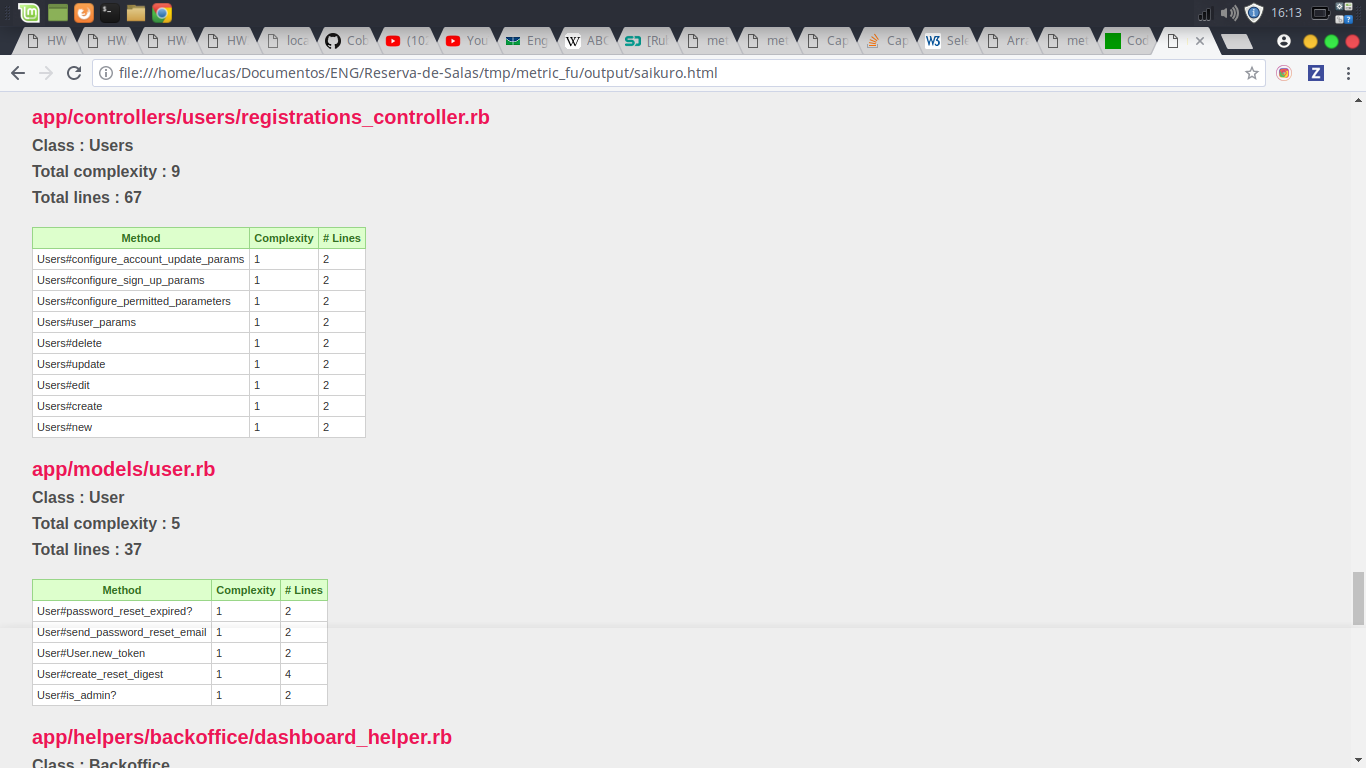 16:13
HW
HW
HW
HW
loca
Cob
(10
You
Eng
W ABC
[Rul
met
met
Cap
Cap
W3 Sele
Arra
met
Coo
file:///home/lucas/Documentos/ENG/Reserva-de-Salas/tmp/metric_fu/output/saikuro.html
Z
app/controllers/users/registrations_controller.rb
Class : Users
Total complexity : 9
Total lines : 67
Method Complexity # Lines
Users#configure_account_update_params 1 2
Users#configure_sign_up_params 1 2
Users#configure_permitted_parameters 1 2
Users#user_params 1 2
Users#delete 1 2
Users#update 1 2
Users#edit 1 2
Users#create 1 2
Users#new 1 2
app/models/user.rb
Class : User
Total complexity : 5
Total lines : 37
Method Complexity # Lines
User#password_reset_expired? 1 2
User#send_password_reset_email 1 2
User#User.new_token 1 2
User#create_reset_digest 1 4
User#is_admin? 1 2
app/helpers/backoffice/dashboard_helper.rb
Class : Backoffice